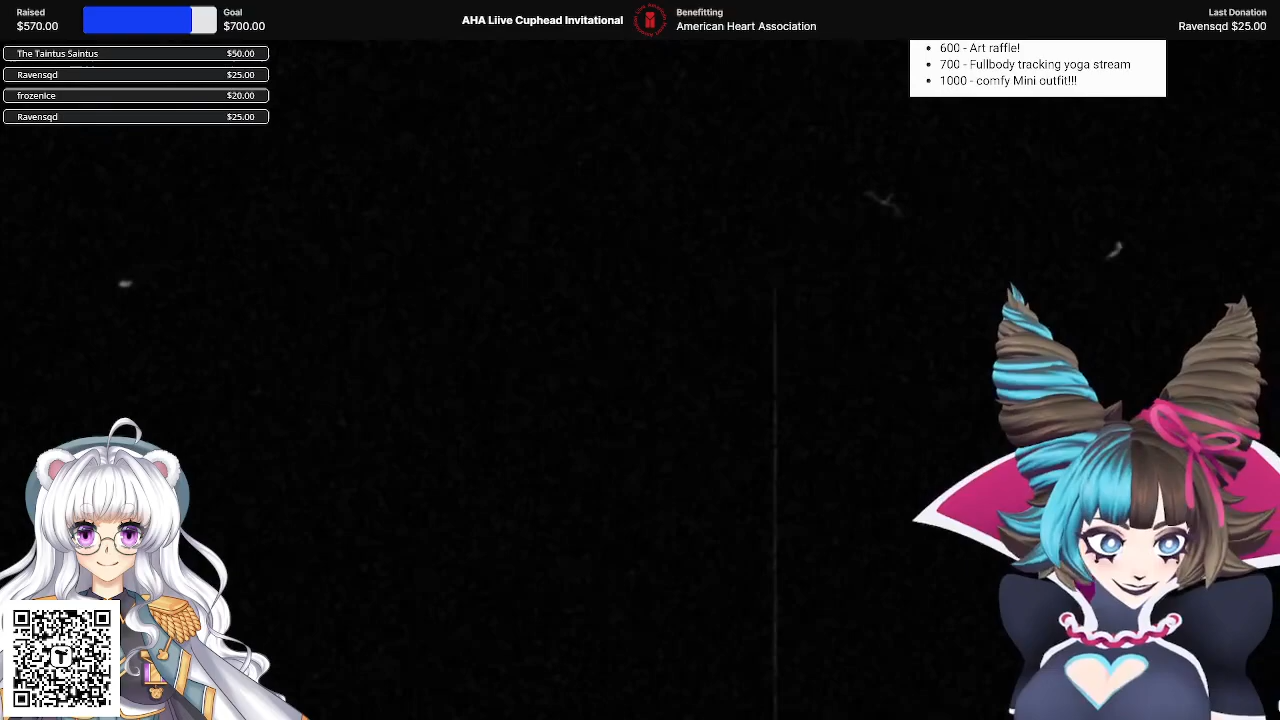 Raised
$570.00
Goal
$700.00
AHA Liive Cuphead Invitational
Benefitting
American Heart Association
Last Donation
Ravensqd $25.00
The Taintus Saintus $50.00
Ravensqd $25.00
frozenIce $20.00
Ravensqd $25.00
600 - Art raffle!
700 - Fullbody tracking yoga stream
1000 - comfy Mini outfit!!!